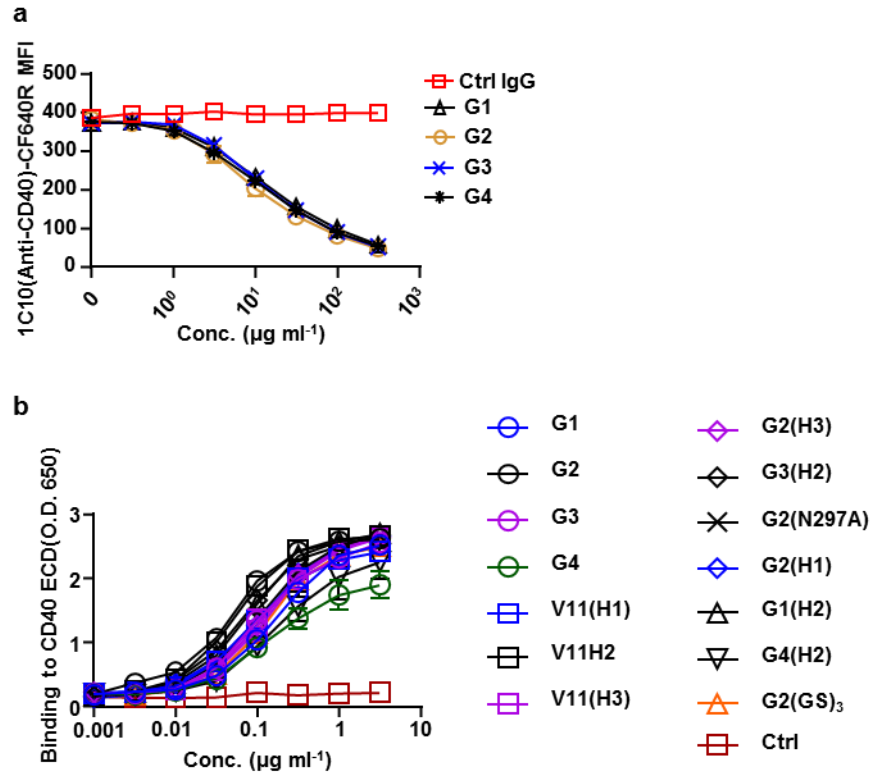 a
1C10(Anti-CD40)-CF640R MFI
500
400
300
200
100
0
0
10⁰
10¹
10²
10³
Conc. (µg ml⁻¹)
Ctrl IgG
G1
G2
G3
G4
b
Binding to CD40 ECD(O.D. 650)
3
2
1
0
0.001
0.01
0.1
1
10
Conc. (µg ml⁻¹)
G1
G2
G3
G4
V11(H1)
V11H2
V11(H3)
G2(H3)
G3(H2)
G2(N297A)
G2(H1)
G1(H2)
G4(H2)
G2(GS)₃
Ctrl